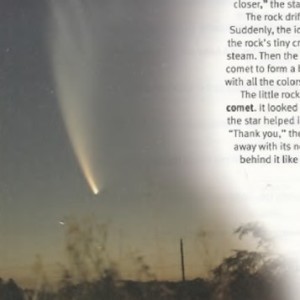 closer," the sta
The rock drif
Suddenly, the ic
the rock's tiny cr
steam. Then the
comet to form a l
with all the colon
The little rock
comet. It looked
the star helped i
"Thank you," the
away with its n
behind it like